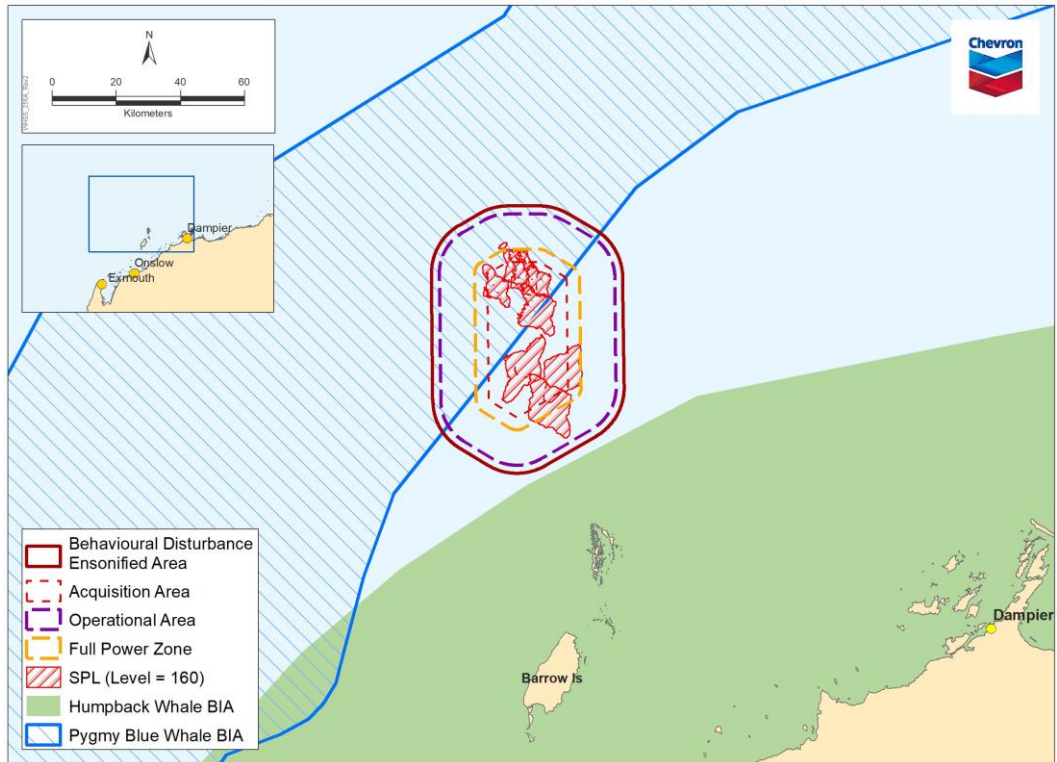 N
0 20 40 60
Kilometers
WHSS_255A_Rev2
Chevron
Dampier
Onslow
Exmouth
Behavioural Disturbance
Ensonified Area
Acquisition Area
Operational Area
Full Power Zone
SPL (Level = 160)
Humpback Whale BIA
Pygmy Blue Whale BIA
Barrow Is
Dampier